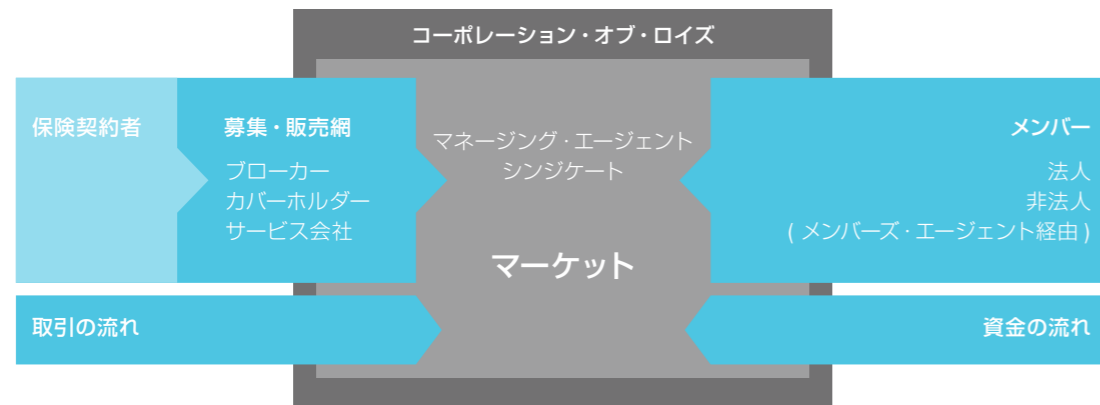 コーポレーション・オブ・ロイズ
保険契約者
募集・販売網
ブローカー
カバーホルダー
サービス会社
マネージング・エージェント
シンジケート
マーケット
メンバー
法人
非法人
( メンバーズ・エージェント経由 )
取引の流れ
資金の流れ